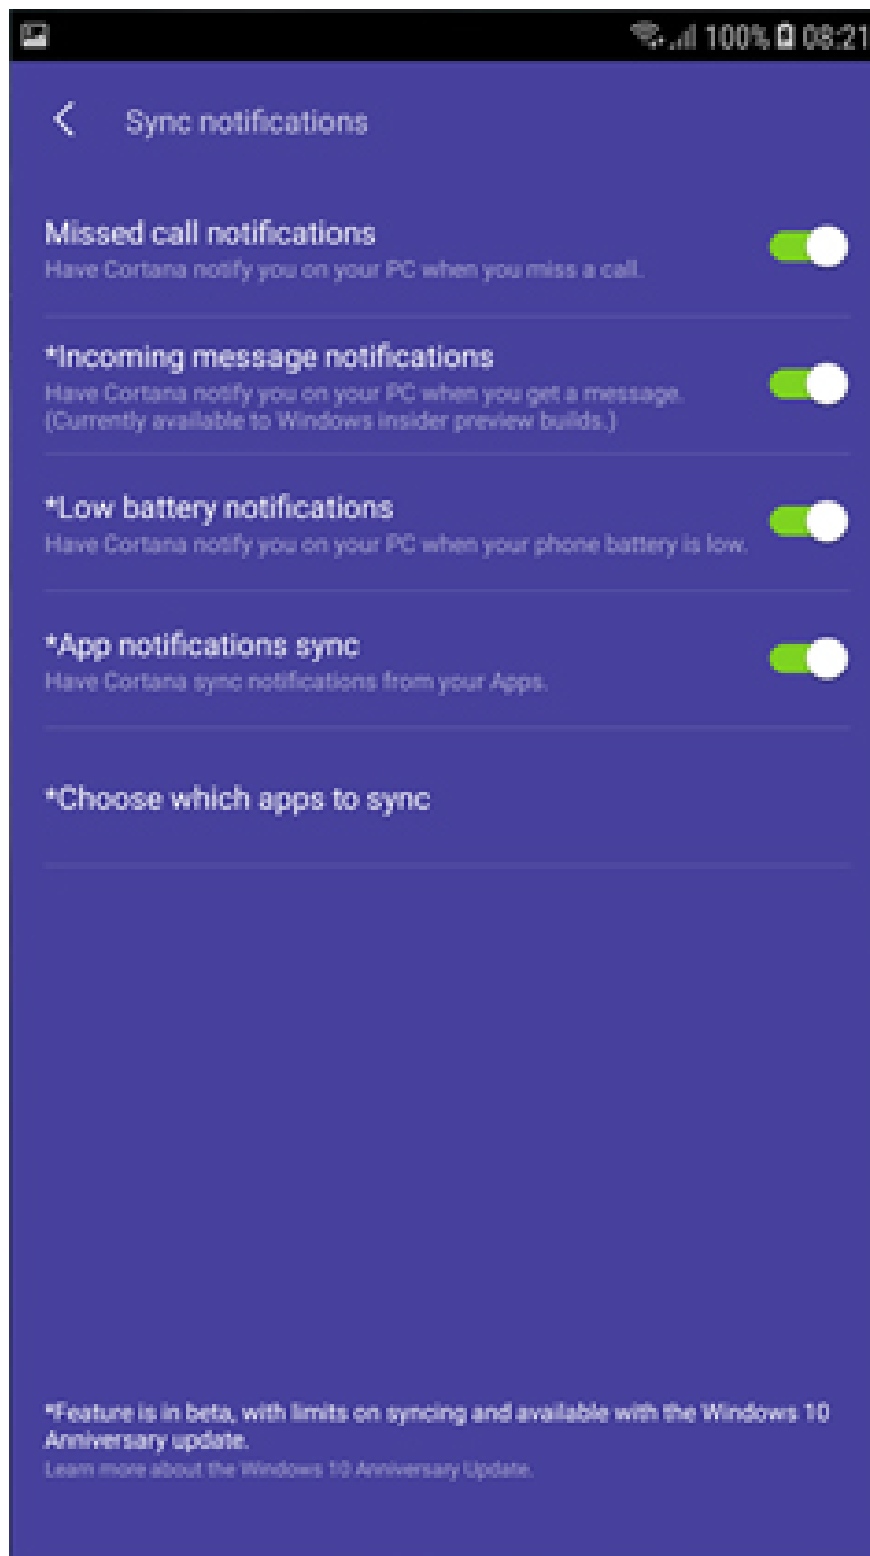 100% 08:21
Sync notifications
Missed call notifications
Have Cortana notify you on your PC when you miss a call.
*Incoming message notifications
Have Cortana notify you on your PC when you get a message.
(Currently available to Windows insider preview builds.)
*Low battery notifications
Have Cortana notify you on your PC when your phone battery is low.
*App notifications sync
Have Cortana sync notifications from your Apps.
*Choose which apps to sync
*Feature is in beta, with limits on syncing and available with the Windows 10
Anniversary update.
Learn more about the Windows 10 Anniversary Update.